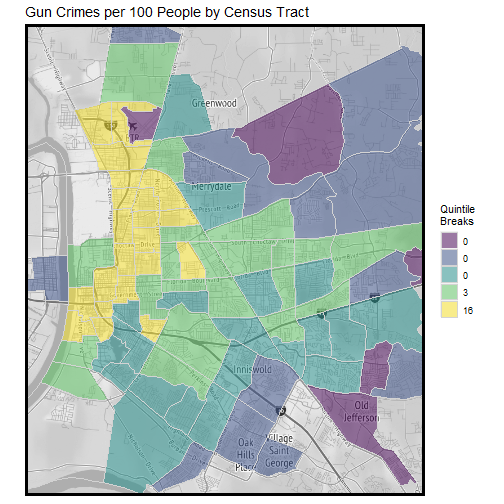 Gun Crimes per 100 People by Census Tract
Greenwood
Merrydale
Inniswold
Old
Jefferson
Oak
Hills
Place
Village
Saint
George
Quintile
Breaks
0
0
0
3
16